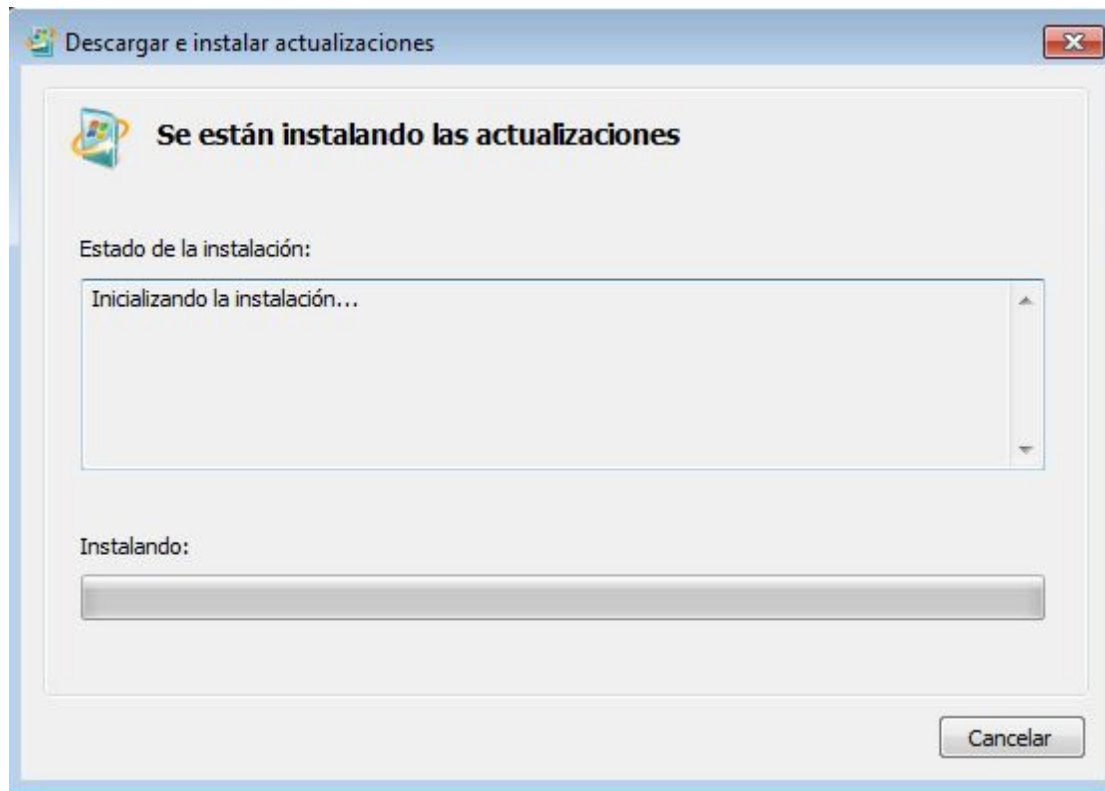 Descargar e instalar actualizaciones
Se están instalando las actualizaciones
Estado de la instalación:
Inicializando la instalación...
Instalando:
Cancelar